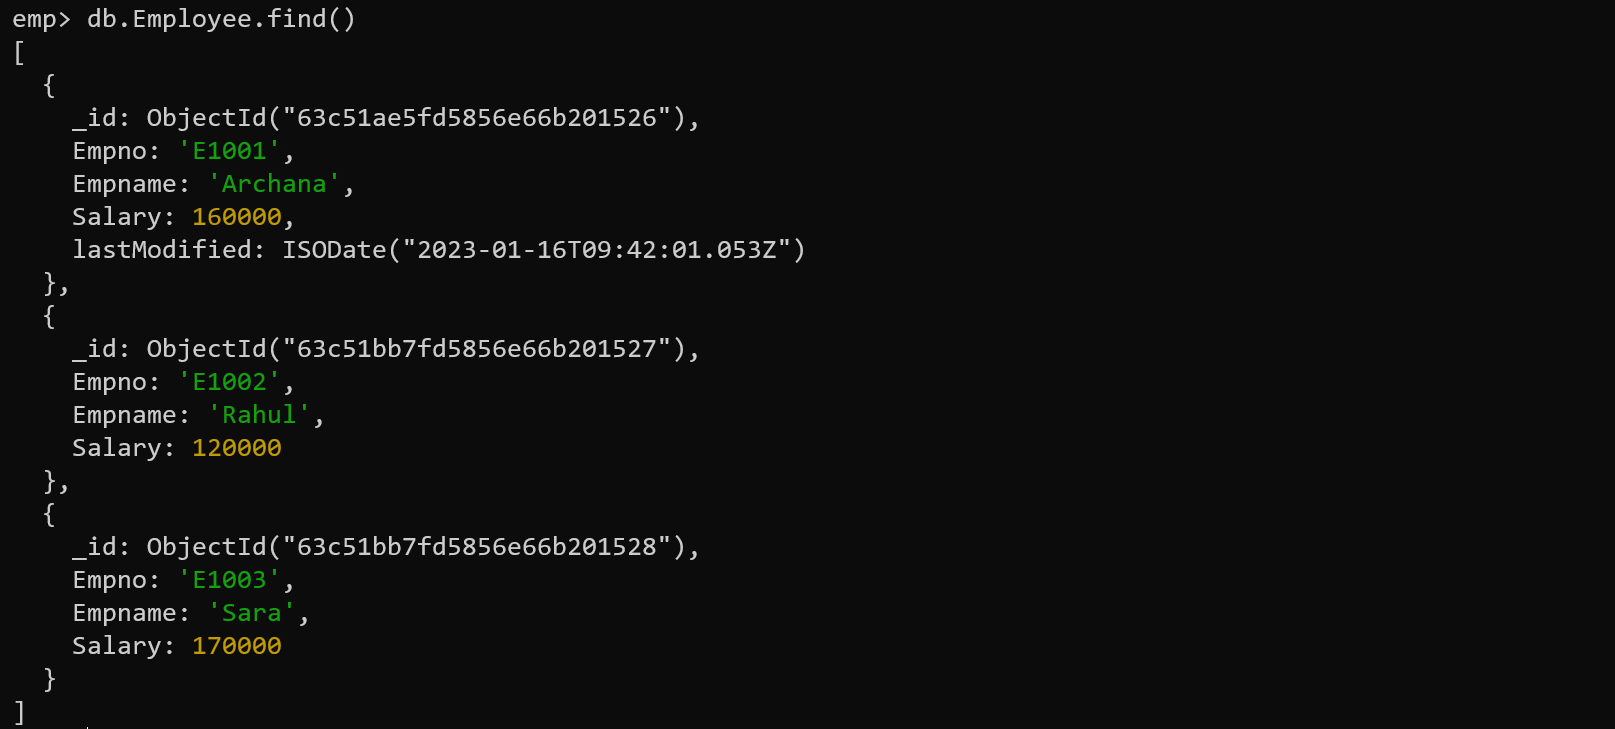 emp> db.Employee.find()
[
  {
    _id: ObjectId("63c51ae5fd5856e66b201526"),
    Empno: 'E1001',
    Empname: 'Archana',
    Salary: 160000,
    lastModified: ISODate("2023-01-16T09:42:01.053Z")
  },
  {
    _id: ObjectId("63c51bb7fd5856e66b201527"),
    Empno: 'E1002',
    Empname: 'Rahul',
    Salary: 120000
  },
  {
    _id: ObjectId("63c51bb7fd5856e66b201528"),
    Empno: 'E1003',
    Empname: 'Sara',
    Salary: 170000
  }
]